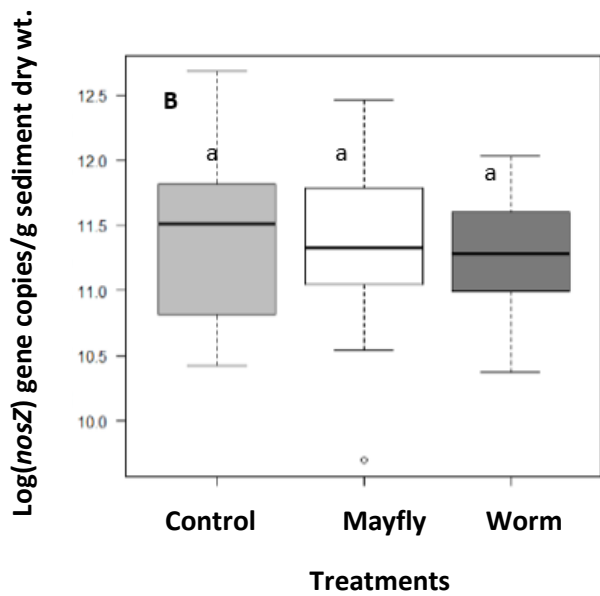 Log(nosZ) gene copies/g sediment dry wt.
B
12.5
12.0
11.5
11.0
10.5
10.0
a
a
a
Control Mayfly Worm
Treatments